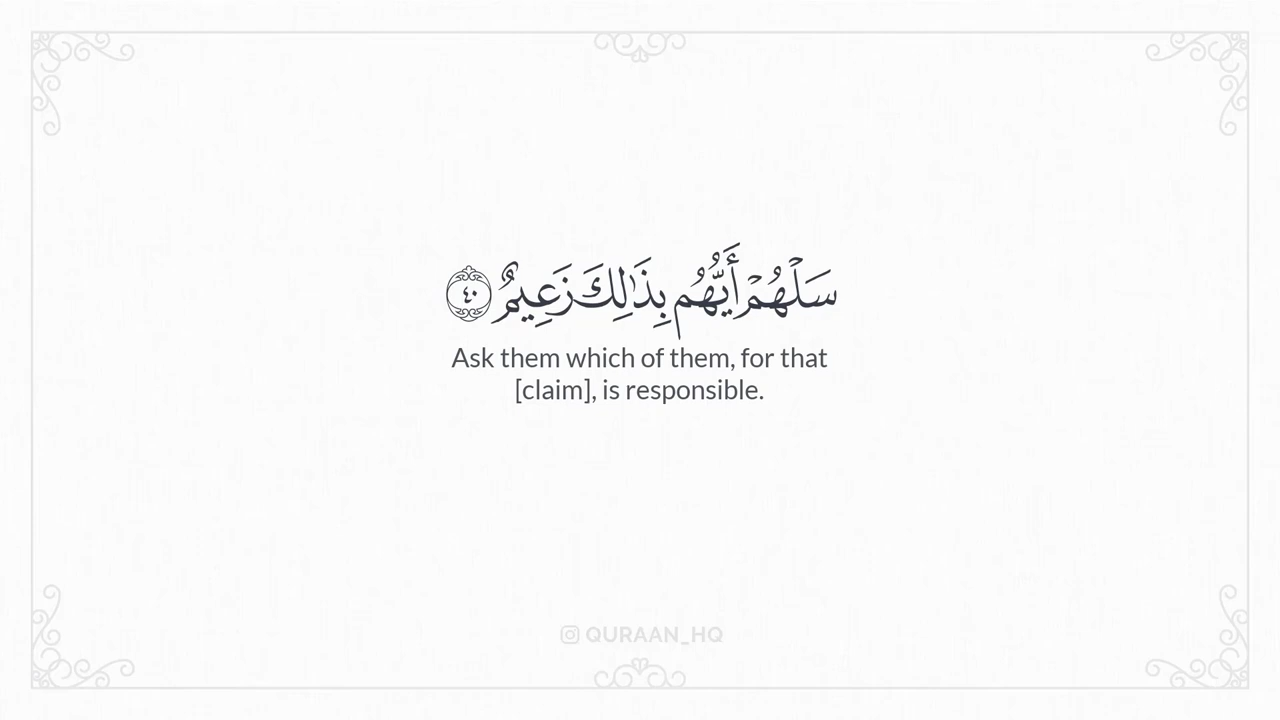 سَلْهُمْ أَيُّهُم بِذَٰلِكَ زَعِيمٌ ٤٠
Ask them which of them, for that
[claim], is responsible.
QURAAN_HQ